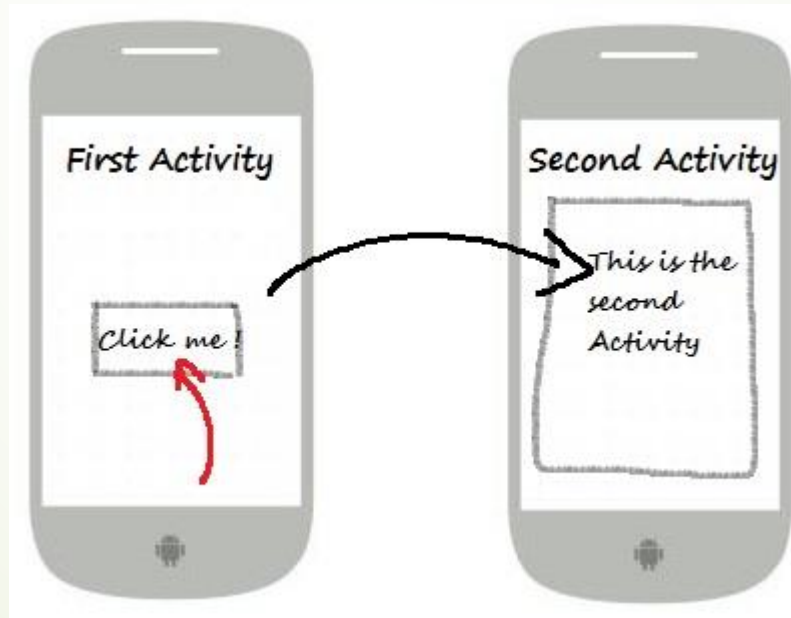 First Activity
Click me !
Second Activity
This is the
second
Activity